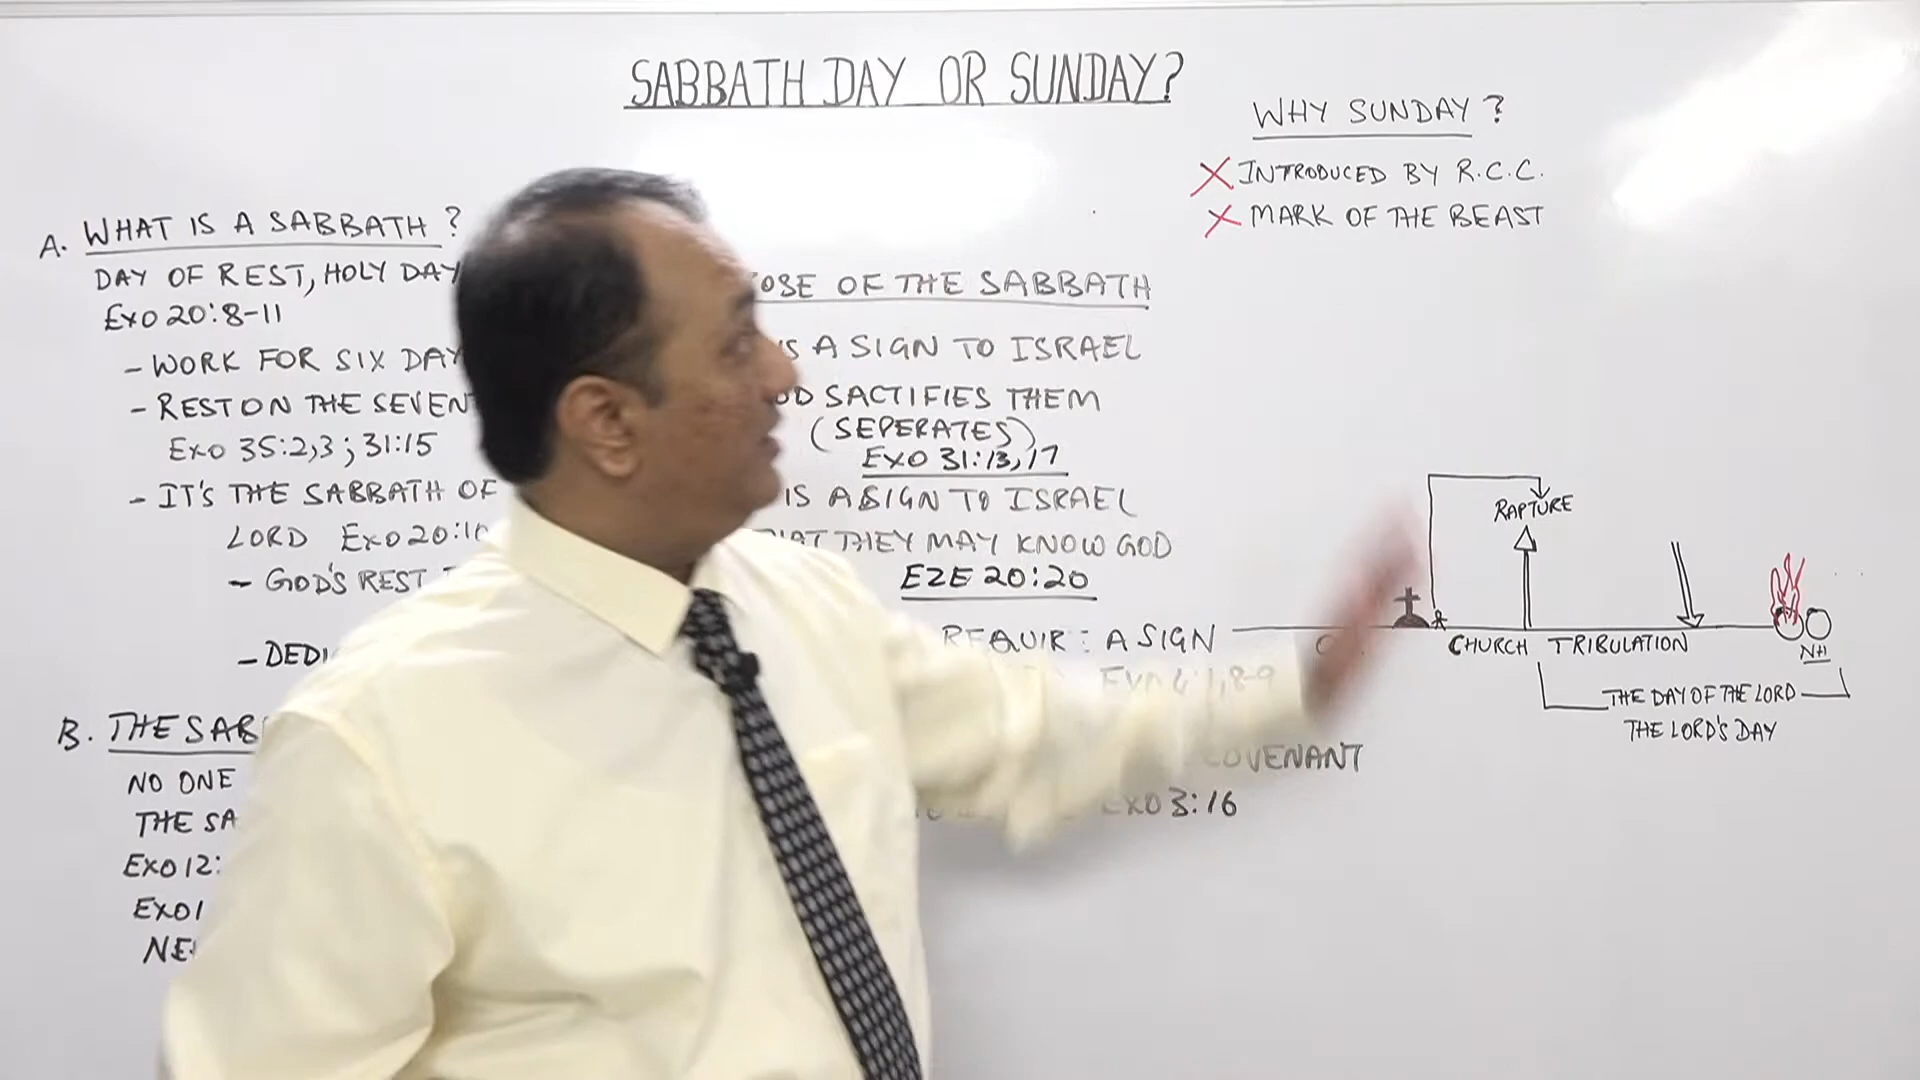 SABBATH DAY OR SUNDAY?
A. WHAT IS A SABBATH?
DAY OF REST, HOLY DAY
EXO 20:8-11
- WORK FOR SIX DAY
- REST ON THE SEVEN
EXO 35:2,3; 31:15
- IT'S THE SABBATH OF
LORD EXO 20:10
- GOD'S REST
- DEDI
B. THE SAB
NO ONE
THE SA
EXO 12:
EXO 1
NE
OSE OF THE SABBATH
IS A SIGN TO ISRAEL
OD SACTIFIES THEM
(SEPERATES)
EXO 31:13,17
IS A SIGN TO ISRAEL
AT THEY MAY KNOW GOD
EZE 20:20
REQUIR: A SIGN
EXO 4:1,8-9
COVENANT
EXO 3:16
WHY SUNDAY?
X INTRODUCED BY R.C.C.
X MARK OF THE BEAST
RAPTURE
CHURCH TRIBULATION
NH
THE DAY OF THE LORD
THE LORD'S DAY